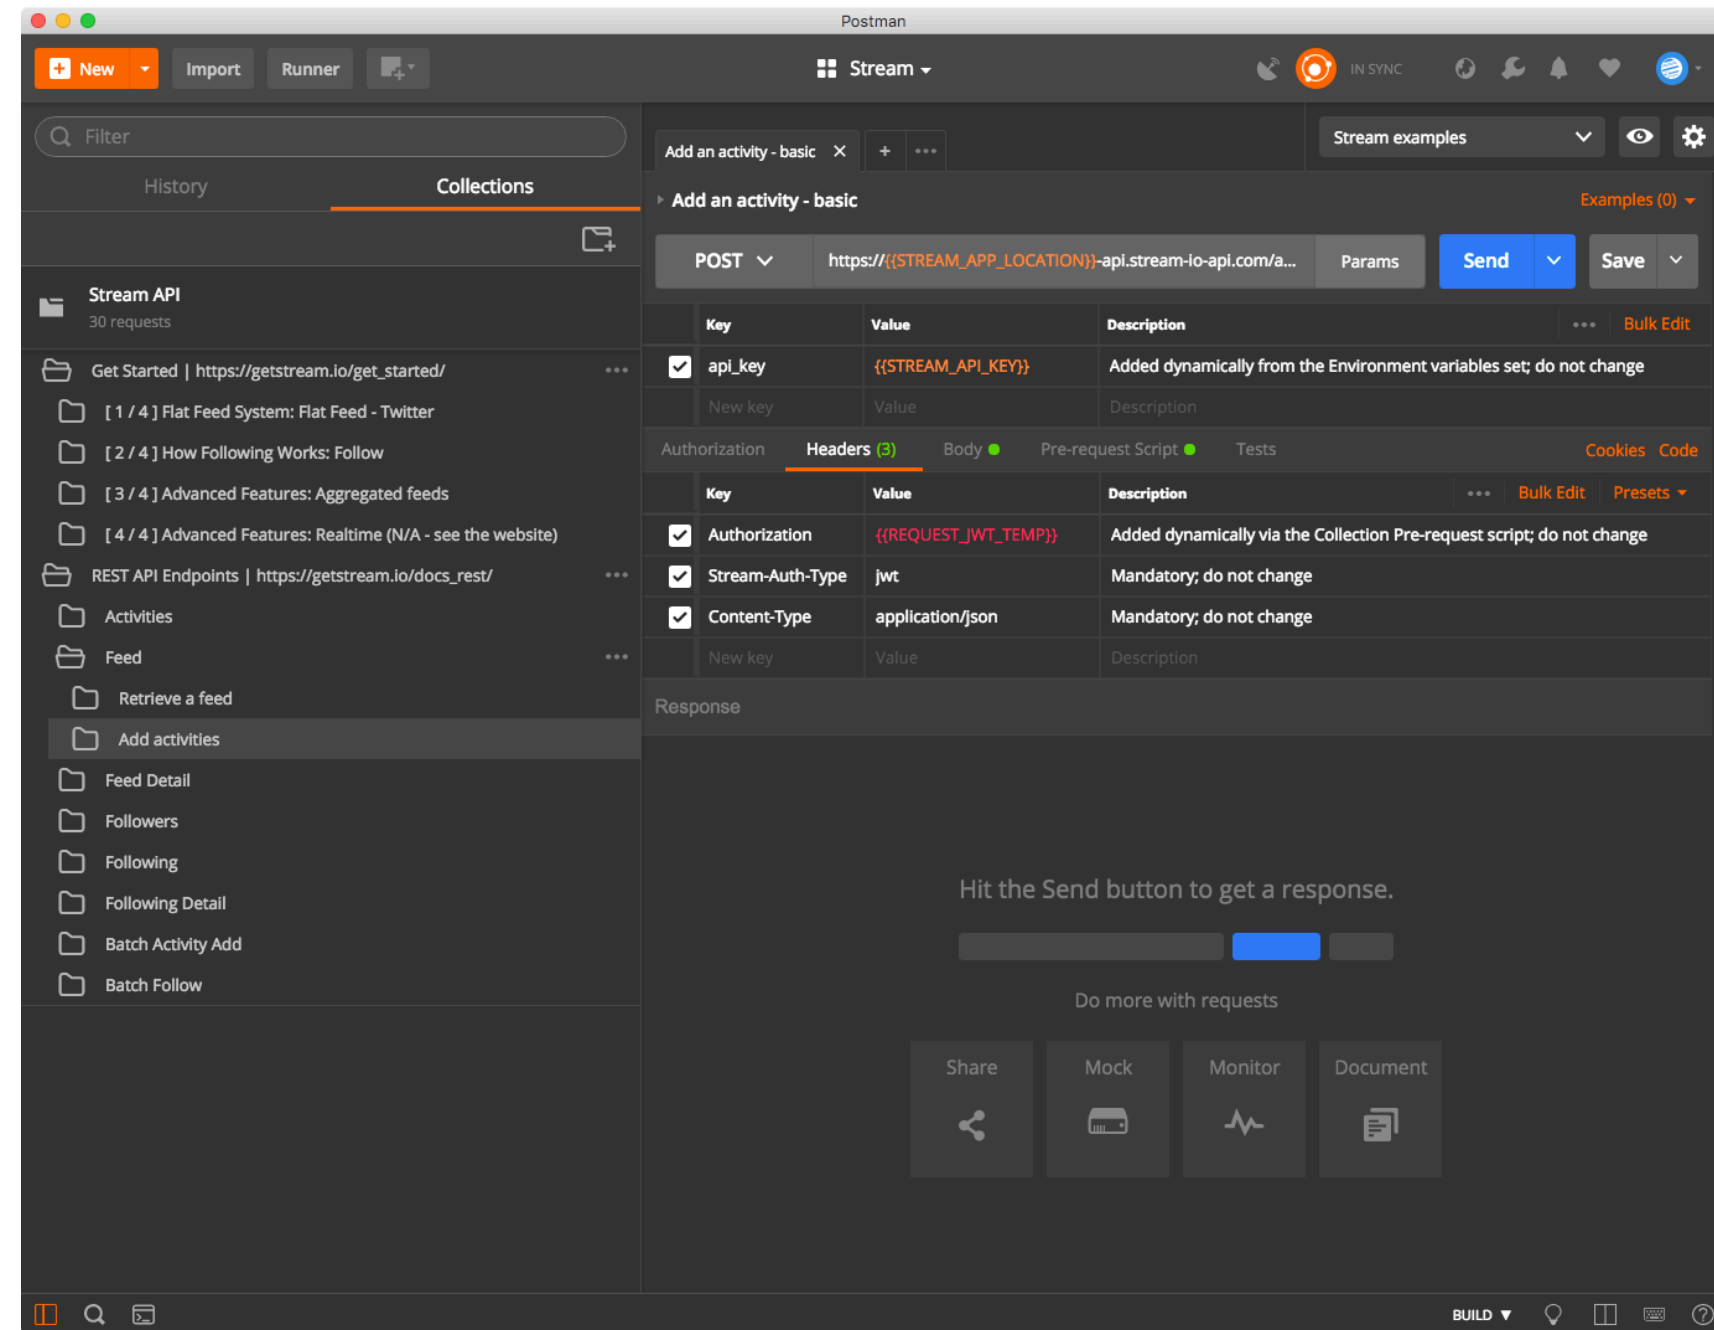 Postman
New
Import
Runner
Stream
IN SYNC
Filter
History
Collections
Stream API
30 requests
Get Started | https://getstream.io/get_started/
[ 1 / 4 ] Flat Feed System: Flat Feed - Twitter
[ 2 / 4 ] How Following Works: Follow
[ 3 / 4 ] Advanced Features: Aggregated feeds
[ 4 / 4 ] Advanced Features: Realtime (N/A - see the website)
REST API Endpoints | https://getstream.io/docs_rest/
Activities
Feed
Retrieve a feed
Add activities
Feed Detail
Followers
Following
Following Detail
Batch Activity Add
Batch Follow
Add an activity - basic
Stream examples
Add an activity - basic
Examples (0)
POST
https://{{STREAM_APP_LOCATION}}-api.stream-io-api.com/a...
Params
Send
Save
Key Value Description Bulk Edit
api_key {{STREAM_API_KEY}} Added dynamically from the Environment variables set; do not change
New key Value Description
Authorization Headers (3) Body Pre-request Script Tests Cookies Code
Key Value Description Bulk Edit Presets
Authorization {{REQUEST_JWT_TEMP}} Added dynamically via the Collection Pre-request script; do not change
Stream-Auth-Type jwt Mandatory; do not change
Content-Type application/json Mandatory; do not change
New key Value Description
Response
Hit the Send button to get a response.
Do more with requests
Share Mock Monitor Document
BUILD